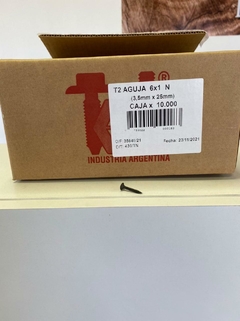 T2 AGUJA 6x1 N
(3,5mm x 25mm)
CAJA x 10.000
Fecha: 23/11/2021
®
INDUSTRIA ARGENTINA